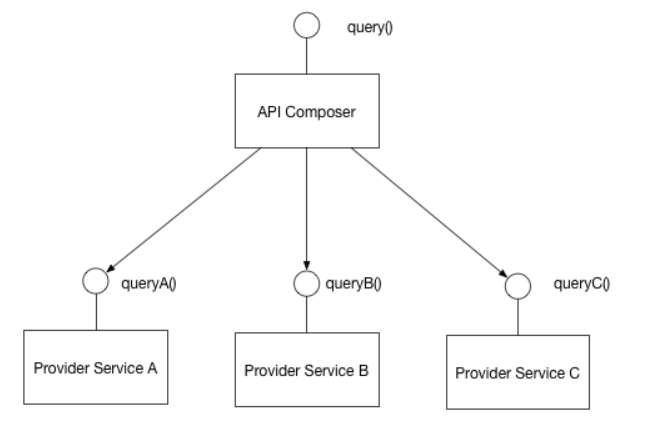 query()
API Composer
queryA()
queryB()
queryC()
Provider Service A
Provider Service B
Provider Service C